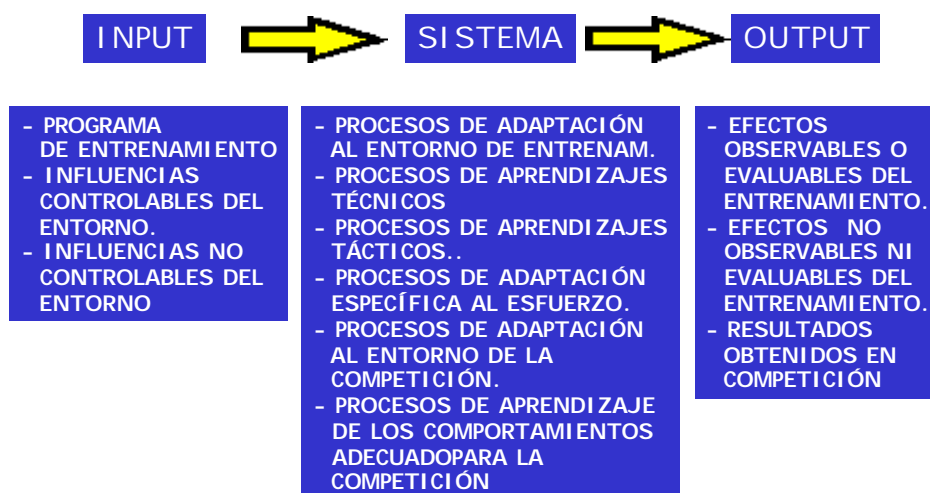 INPUT
SISTEMA
OUTPUT
- PROGRAMA
DE ENTRENAMIENTO
- INFLUENCIAS
CONTROLABLES DEL
ENTORNO.
- INFLUENCIAS NO
CONTROLABLES DEL
ENTORNO
- PROCESOS DE ADAPTACIÓN
AL ENTORNO DE ENTRENAM.
- PROCESOS DE APRENDIZAJES
TÉCNICOS
- PROCESOS DE APRENDIZAJES
TÁCTICOS..
- PROCESOS DE ADAPTACIÓN
ESPECÍFICA AL ESFUERZO.
- PROCESOS DE ADAPTACIÓN
AL ENTORNO DE LA
COMPETICIÓN.
- PROCESOS DE APRENDIZAJE
DE LOS COMPORTAMIENTOS
ADECUADOPARA LA
COMPETICIÓN
- EFECTOS
OBSERVABLES O
EVALUABLES DEL
ENTRENAMIENTO.
- EFECTOS NO
OBSERVABLES NI
EVALUABLES DEL
ENTRENAMIENTO.
- RESULTADOS
OBTENIDOS EN
COMPETICIÓN